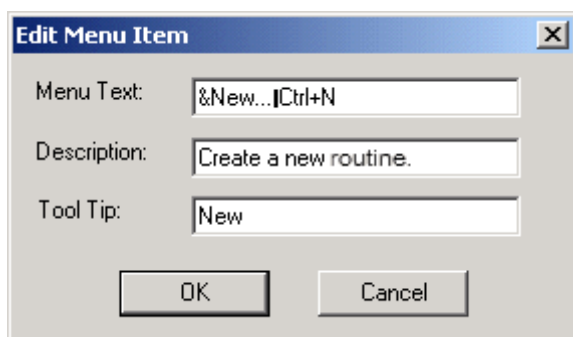 Edit Menu Item
Menu Text: &New...|Ctrl+N
Description: Create a new routine.
Tool Tip: New
OK Cancel